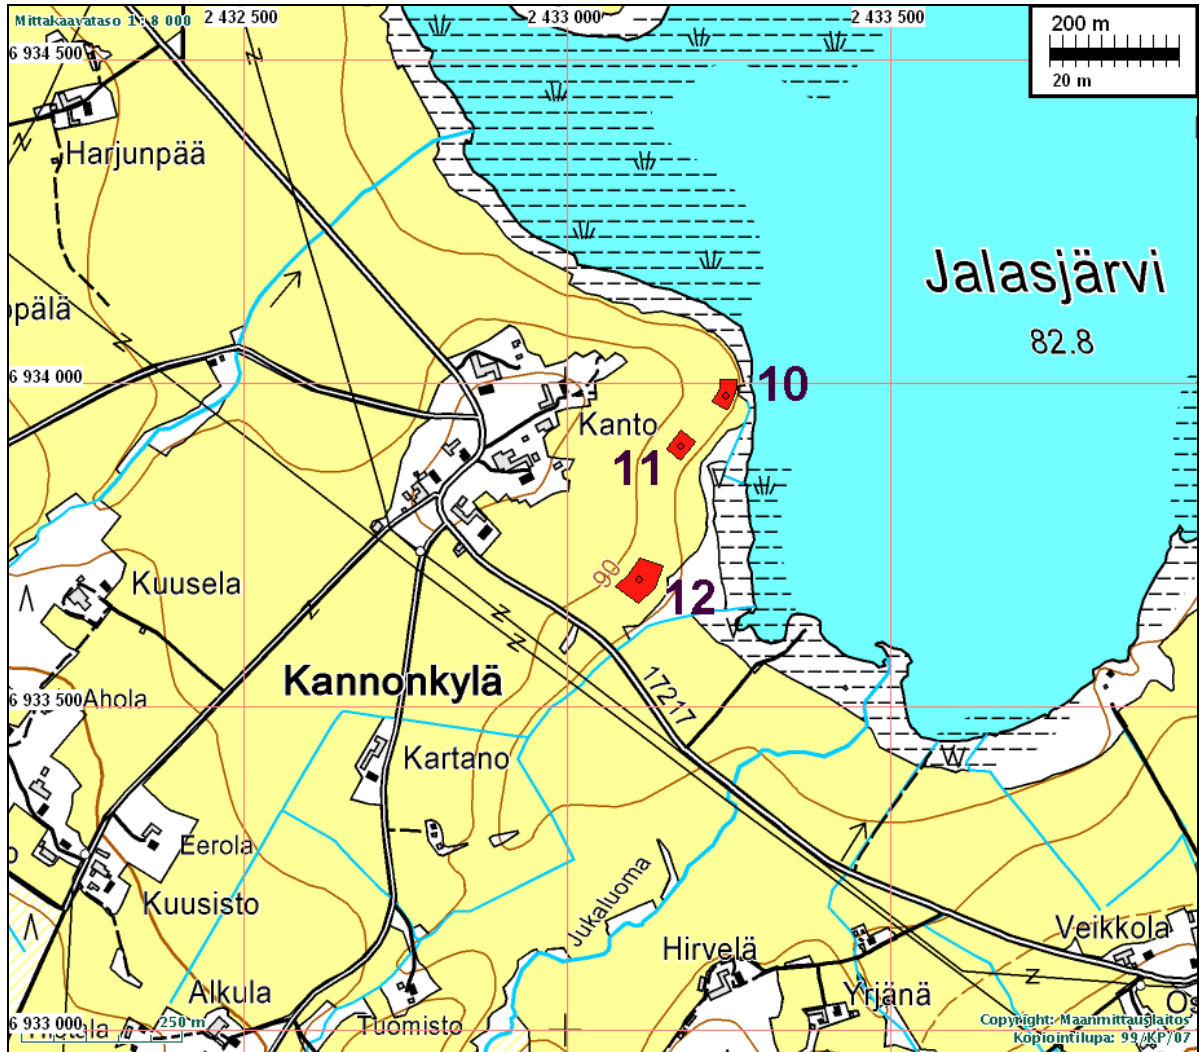 Mittakaavataso 1 : 8 000
2 432 500
2 433 000
2 433 500
200 m
20 m
6 934 500
Harjunpää
Jalasjärvi
82.8
6 934 000
10
Kanto
11
90
12
Kuusela
Kannonkylä
17217
6 933 500
Ahola
Kartano
Eerola
Kuusisto
Jukaluoma
Hirvelä
Veikkola
Yrjänä
Alkula
Tuomisto
6 933 000
250 m
Copyright: Maanmittauslaitos
Kopiointilupa: 99/KP/07